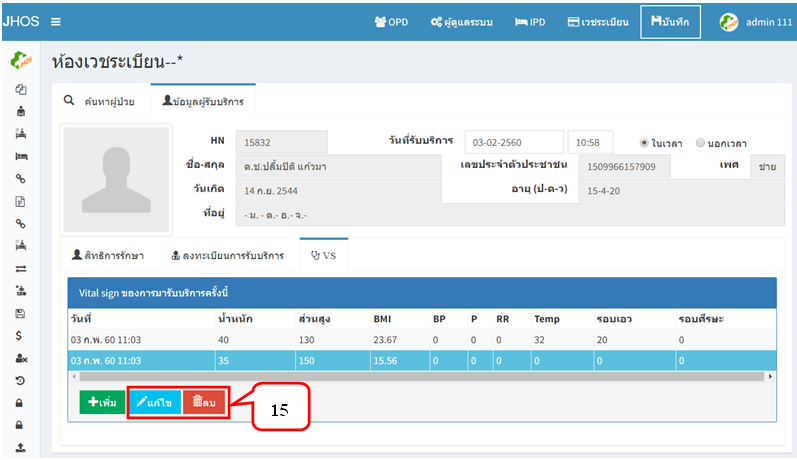 JHOS OPD ผู้ดูแลระบบ IPD เวชระเบียน บันทึก admin 111
JHOS
ห้องเวชระเบียน--*
ค้นหาผู้ป่วย ข้อมูลผู้รับบริการ
HN 15832 วันที่รับบริการ 03-02-2560 10:58 ในเวลา นอกเวลา
ชื่อ-สกุล ด.ช.ปลื้มปิติ แก้วมา เลขประจำตัวประชาชน 1509966157909 เพศ ชาย
วันเกิด 14 ก.ย. 2544 อายุ (ป-ด-ว) 15-4-20
ที่อยู่ - ม. - ต.- อ.- จ.-
สิทธิการรักษา ลงทะเบียนการรับบริการ VS
Vital sign ของการมารับบริการครั้งนี้
วันที่ น้ำหนัก ส่วนสูง BMI BP P RR Temp รอบเอว รอบศีรษะ
03 ก.พ. 60 11:03 40 130 23.67 0 0 0 32 20 0
03 ก.พ. 60 11:03 35 150 15.56 0 0 0 0 0 0
เพิ่ม แก้ไข ลบ 15